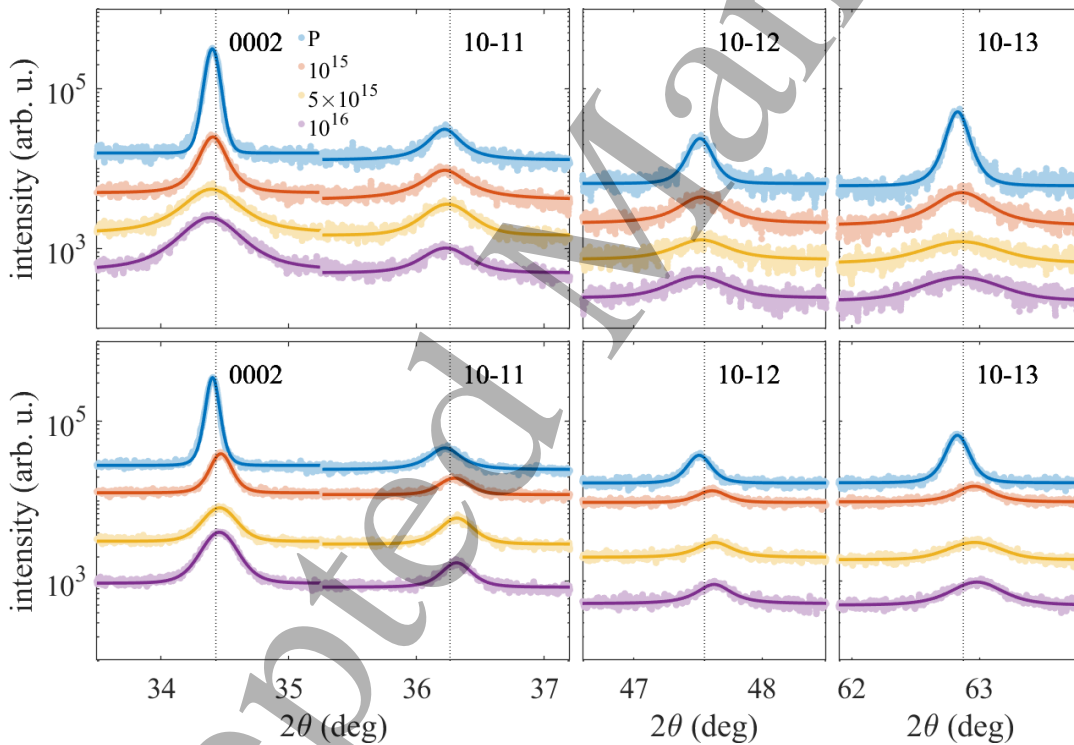 0002
10-11
10-12
10-13
P
10^15
5×10^15
10^16
10^5
10^3
intensity (arb. u.)
0002
10-11
10-12
10-13
10^5
10^3
intensity (arb. u.)
34 35 36 37 47 48 62 63
2θ (deg) 2θ (deg) 2θ (deg)
pted Man